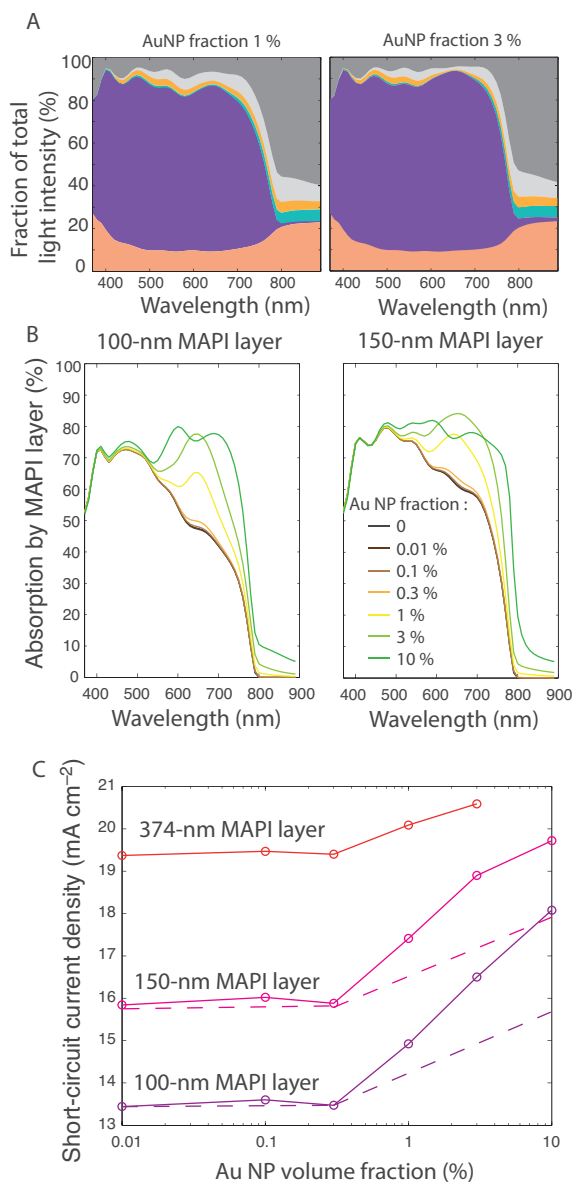 A
AuNP fraction 1 %
AuNP fraction 3 %
Fraction of total
light intensity (%)
100
80
60
40
20
0
400 500 600 700 800
400 500 600 700 800
Wavelength (nm)
Wavelength (nm)
B
100-nm MAPI layer
150-nm MAPI layer
Absorption by MAPI layer (%)
100
90
80
70
60
50
40
30
20
10
0
Au NP fraction :
0
0.01 %
0.1 %
0.3 %
1 %
3 %
10 %
400 500 600 700 800 900
400 500 600 700 800 900
Wavelength (nm)
Wavelength (nm)
C
Short-circuit current density (mA cm−2)
21
20
19
18
17
16
15
14
13
374-nm MAPI layer
150-nm MAPI layer
100-nm MAPI layer
0.01 0.1 1 10
Au NP volume fraction (%)